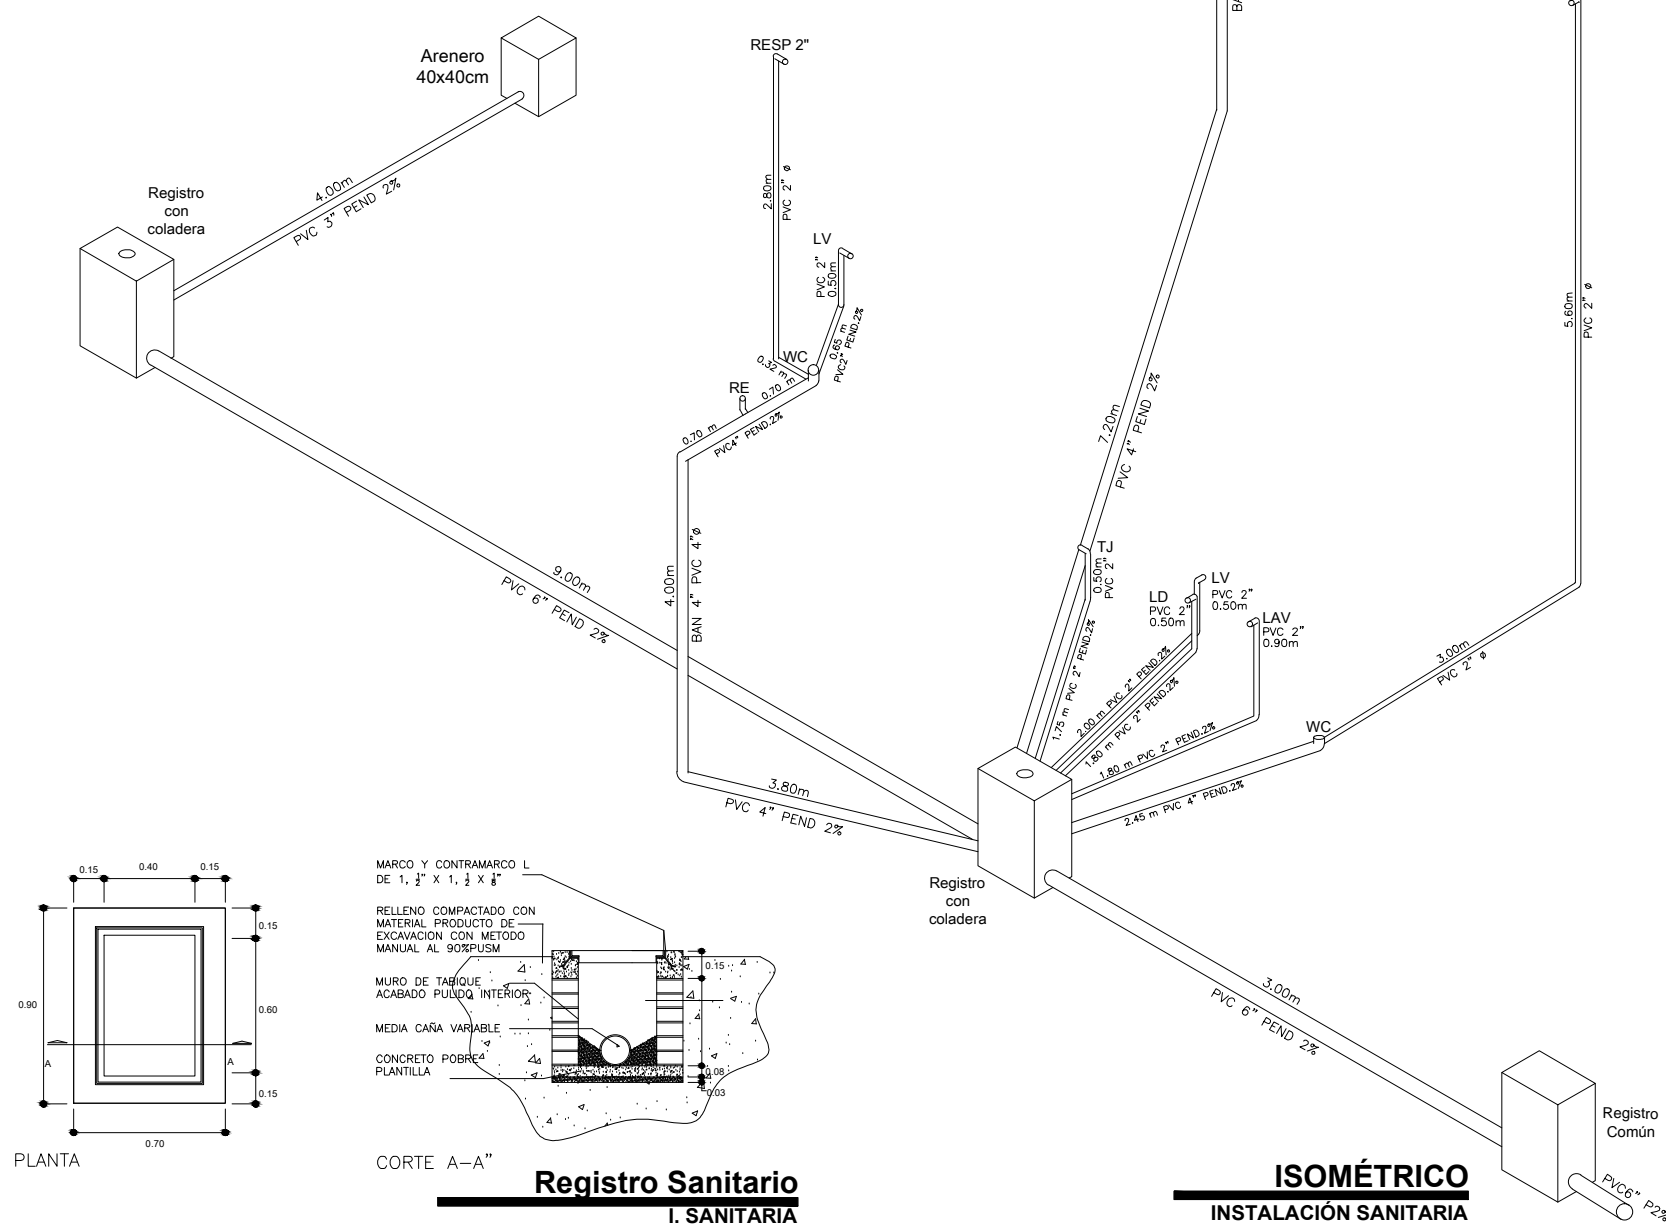 Arenero
40x40cm
4.00m
PVC 3" PEND 2%
Registro
con
coladera
RESP 2"
2.80m
PVC 2" ø
LV
PVC 2"
0.50m
0.65 m
PVC2" PEND.2%
WC
0.32 m
0.70 m
RE
0.70 m
PVC4" PEND.2%
4.00m
BAN 4" PVC 4"ø
9.00m
PVC 6" PEND 2%
3.80m
PVC 4" PEND 2%
7.20m
PVC 4" PEND 2%
5.60m
PVC 2" ø
TJ
0.50m
PVC 2"
1.75 m PVC 2" PEND.2%
LD
PVC 2"
0.50m
LV
PVC 2"
0.50m
LAV
PVC 2"
0.90m
2.00 m PVC 2" PEND.2%
1.80 m PVC 2" PEND.2%
1.80 m PVC 2" PEND.2%
WC
3.00m
PVC 2" ø
2.45 m PVC 4" PEND.2%
Registro
con
coladera
3.00m
PVC 6" PEND 2%
Registro
Común
PVC6" P2%
0.15
0.40
0.15
0.15
0.90
0.60
A
A
0.15
0.70
PLANTA
MARCO Y CONTRAMARCO L
DE 1, 1/2" X 1, 1/2 X 1/8"
RELLENO COMPACTADO CON
MATERIAL PRODUCTO DE
EXCAVACION CON METODO
MANUAL AL 90%PUSM
MURO DE TABIQUE
ACABADO PULIDO INTERIOR
MEDIA CAÑA VARIABLE
CONCRETO POBRE
PLANTILLA
0.15
0.08
0.03
CORTE A-A"
Registro Sanitario
I. SANITARIA
ISOMÉTRICO
INSTALACIÓN SANITARIA